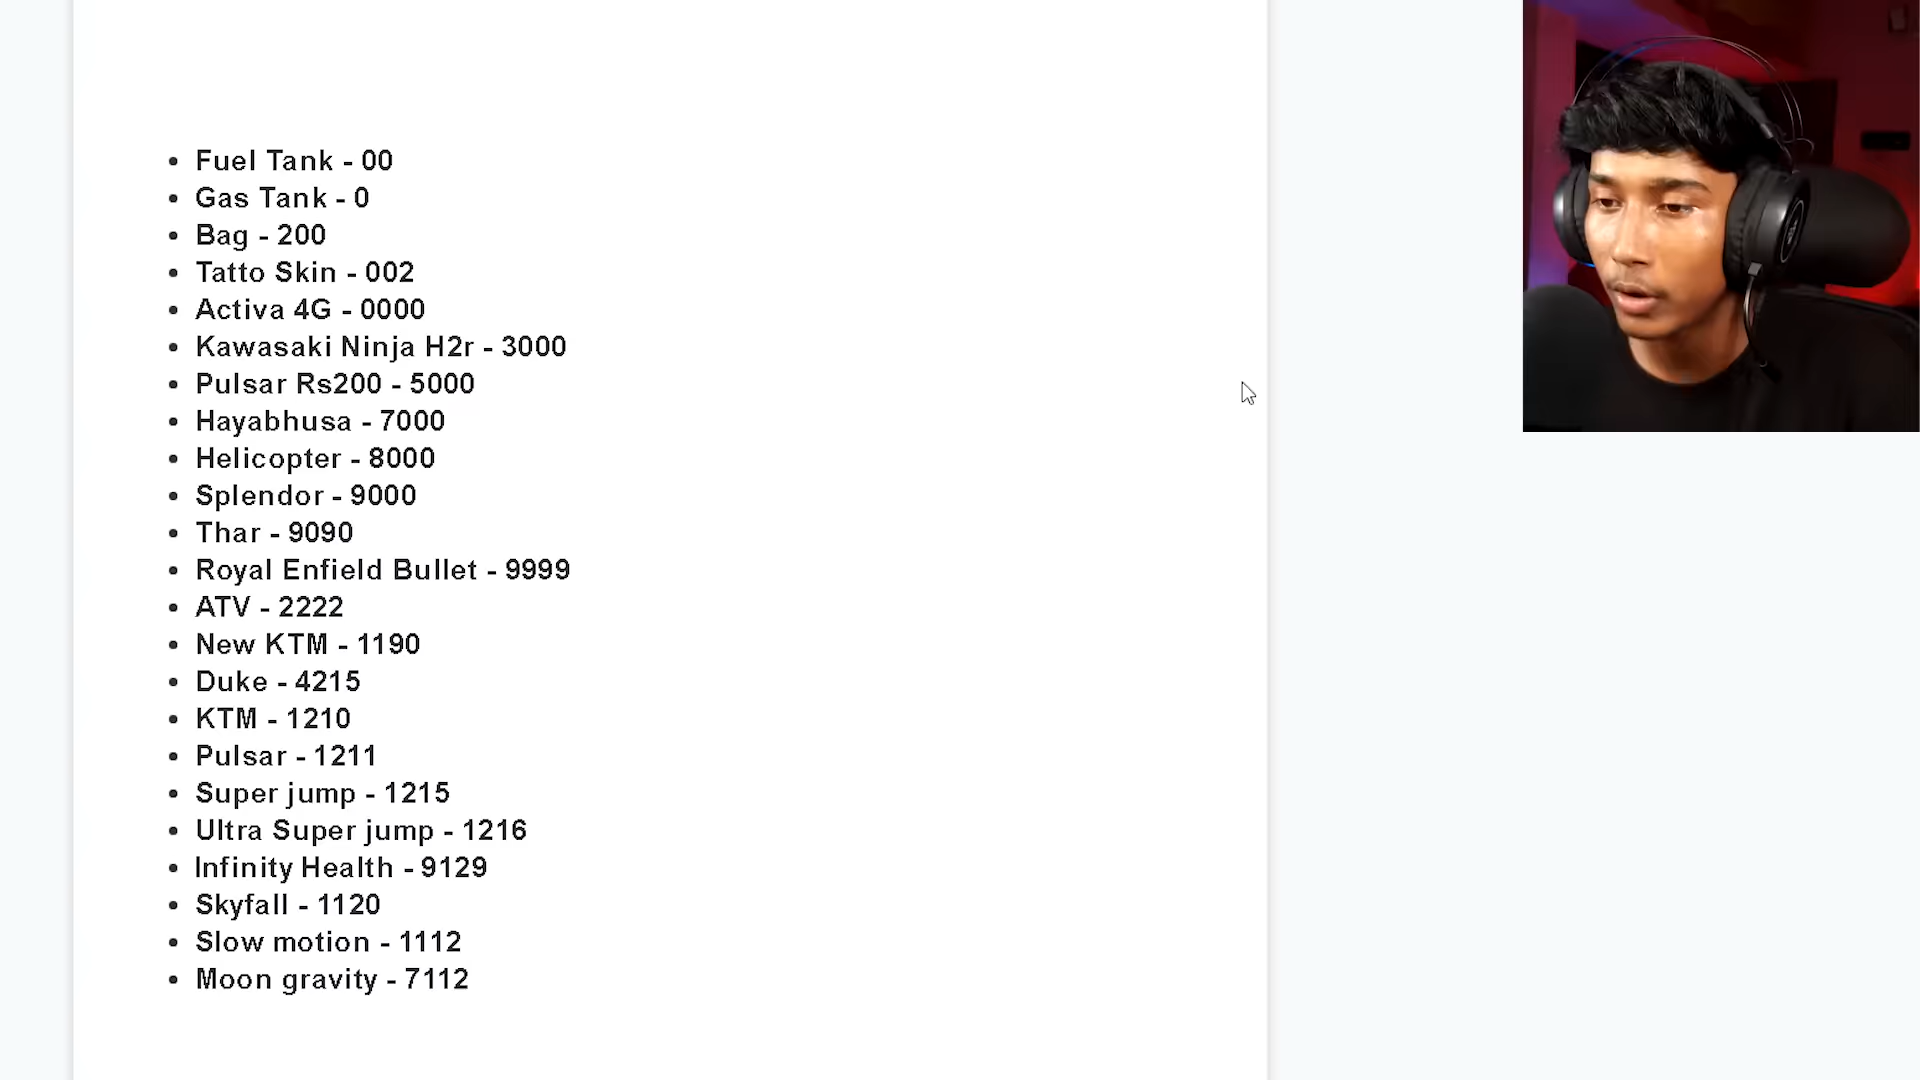 Fuel Tank - 00
Gas Tank - 0
Bag - 200
Tatto Skin - 002
Activa 4G - 0000
Kawasaki Ninja H2r - 3000
Pulsar Rs200 - 5000
Hayabhusa - 7000
Helicopter - 8000
Splendor - 9000
Thar - 9090
Royal Enfield Bullet - 9999
ATV - 2222
New KTM - 1190
Duke - 4215
KTM - 1210
Pulsar - 1211
Super jump - 1215
Ultra Super jump - 1216
Infinity Health - 9129
Skyfall - 1120
Slow motion - 1112
Moon gravity - 7112